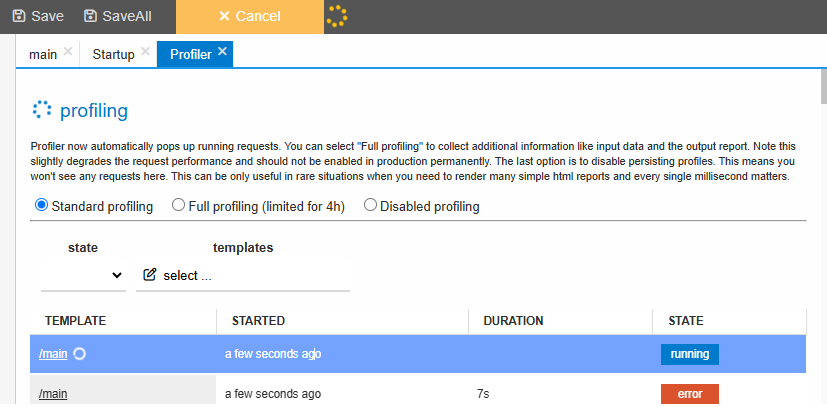 Save SaveAll × Cancel
main × Startup × Profiler ×
profiling
Profiler now automatically pops up running requests. You can select "Full profiling" to collect additional information like input data and the output report. Note this
slightly degrades the request performance and should not be enabled in production permanently. The last option is to disable persisting profiles. This means you
won't see any requests here. This can be only useful in rare situations when you need to render many simple html reports and every single millisecond matters.
Standard profiling Full profiling (limited for 4h) Disabled profiling
state templates
select ...
TEMPLATE STARTED DURATION STATE
/main a few seconds ago running
/main a few seconds ago 7s error